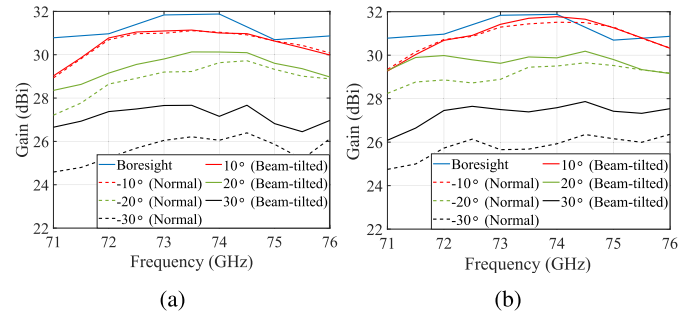 32
30
28
26
24
22
Gain (dBi)
Boresight
-10° (Normal)
-20° (Normal)
-30° (Normal)
10° (Beam-tilted)
20° (Beam-tilted)
30° (Beam-tilted)
71 72 73 74 75 76
Frequency (GHz)
(a)
32
30
28
26
24
22
Gain (dBi)
Boresight
-10° (Normal)
-20° (Normal)
-30° (Normal)
10° (Beam-tilted)
20° (Beam-tilted)
30° (Beam-tilted)
71 72 73 74 75 76
Frequency (GHz)
(b)